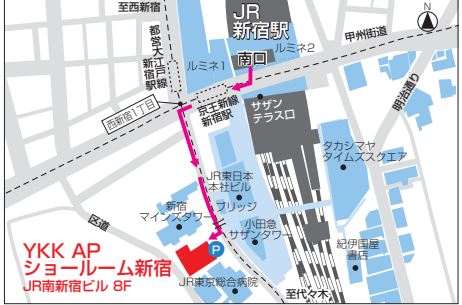 至西新宿
JR
新宿駅
N
都営大江戸線
新宿駅
ルミネ1
ルミネ2
南口
甲州街道
京王新線
新宿駅
サザン
テラス口
明治通り
西新宿1丁目
タカシマヤ
タイムズスクエア
JR東日本
本社ビル
新宿
マインズタワー
ブリッジ
区道
小田急
サザンタワー
紀伊国屋
書店
P
YKK AP
ショールーム新宿
JR南新宿ビル 8F
JR東京総合病院
至代々木